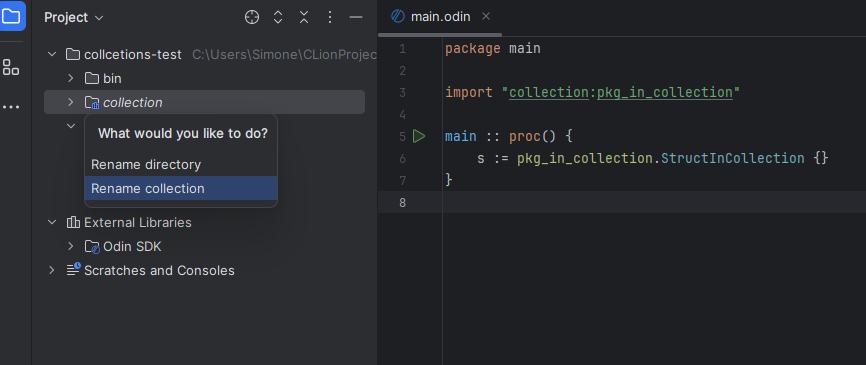 Project
collcetions-test C:\Users\Simone\CLionProjec
bin
collection
What would you like to do?
Rename directory
Rename collection
External Libraries
Odin SDK
Scratches and Consoles
main.odin
1 package main
2
3 import "collection:pkg_in_collection"
4
5 main :: proc() {
6 s := pkg_in_collection.StructInCollection {}
7 }
8